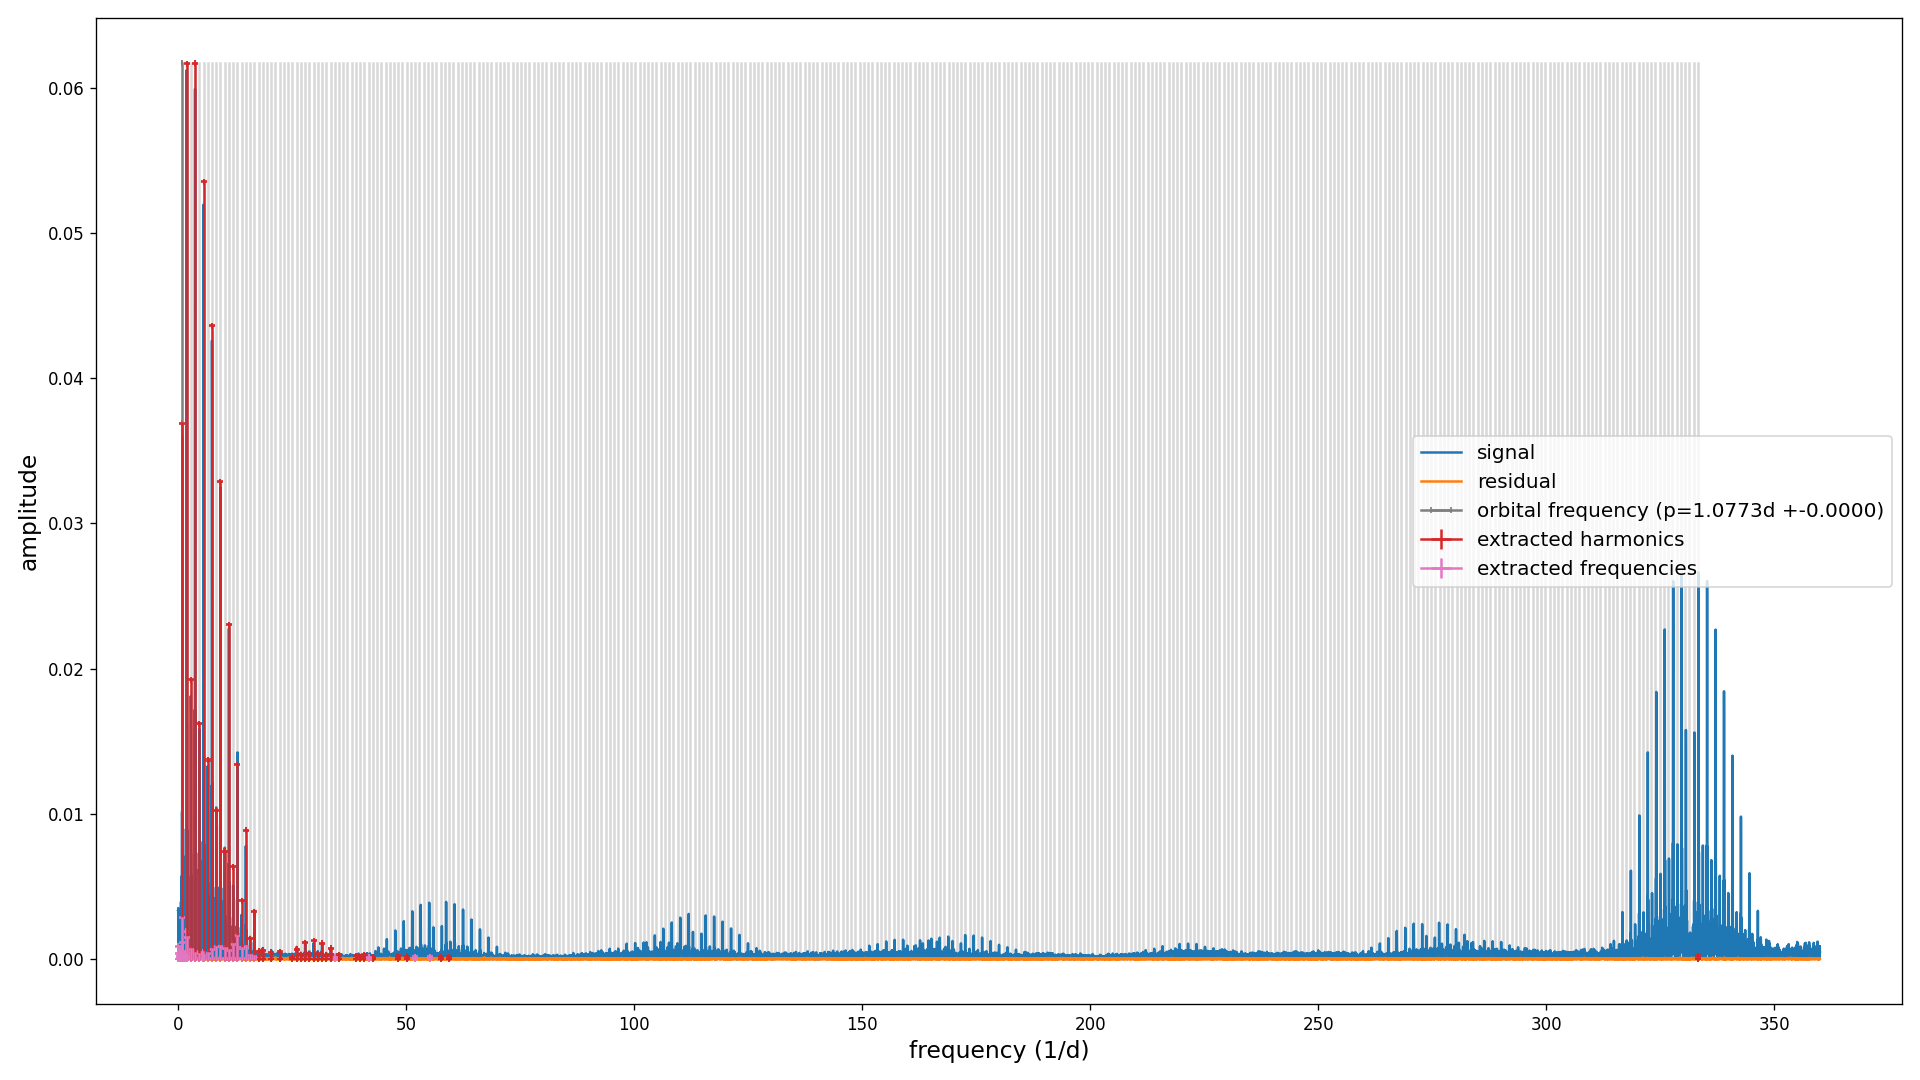 0.06
0.05
0.04
0.03
0.02
0.01
0.00
amplitude
signal
residual
orbital frequency (p=1.0773d +-0.0000)
extracted harmonics
extracted frequencies
0 50 100 150 200 250 300 350
frequency (1/d)